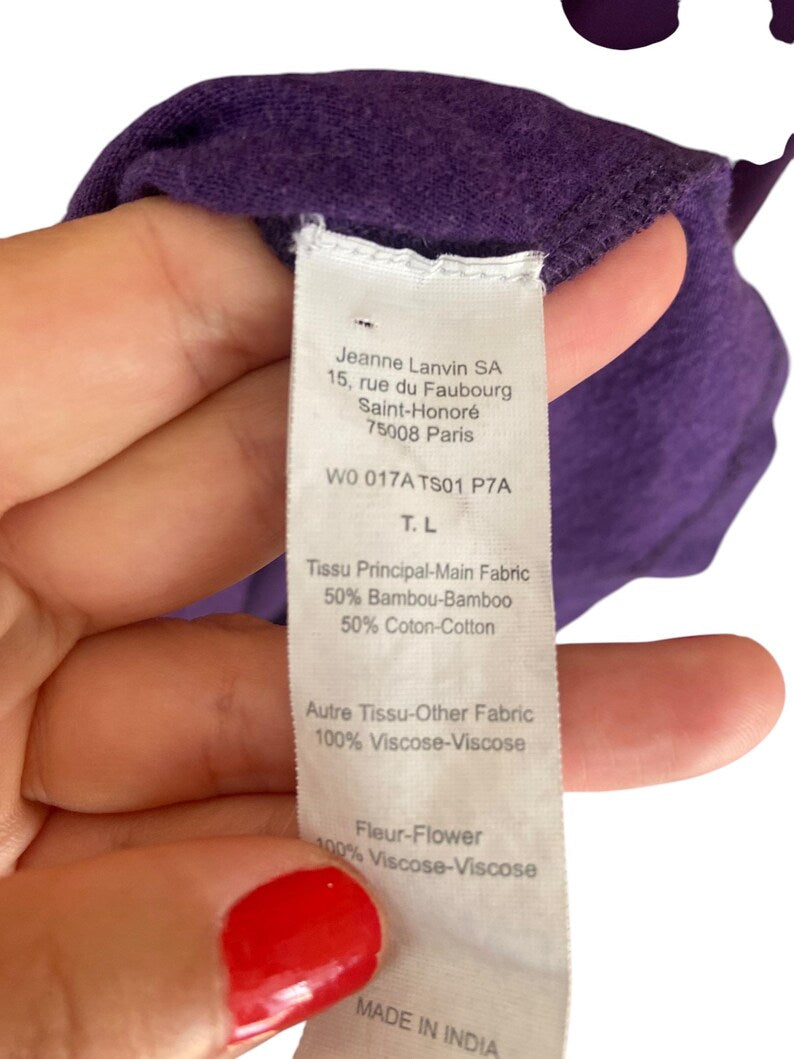 Jeanne Lanvin SA
15, rue du Faubourg
Saint-Honoré
75008 Paris
W0 017A TS01 P7A
T. L
Tissu Principal-Main Fabric
50% Bambou-Bamboo
50% Coton-Cotton
Autre Tissu-Other Fabric
100% Viscose-Viscose
Fleur-Flower
100% Viscose-Viscose
MADE IN INDIA